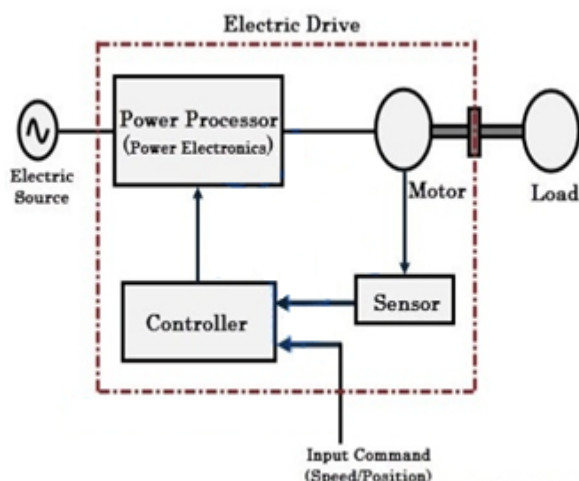 Electric Drive
Power Processor
(Power Electronics)
Electric
Source
Motor
Load
Controller
Sensor
Input Command
(Speed/Position)